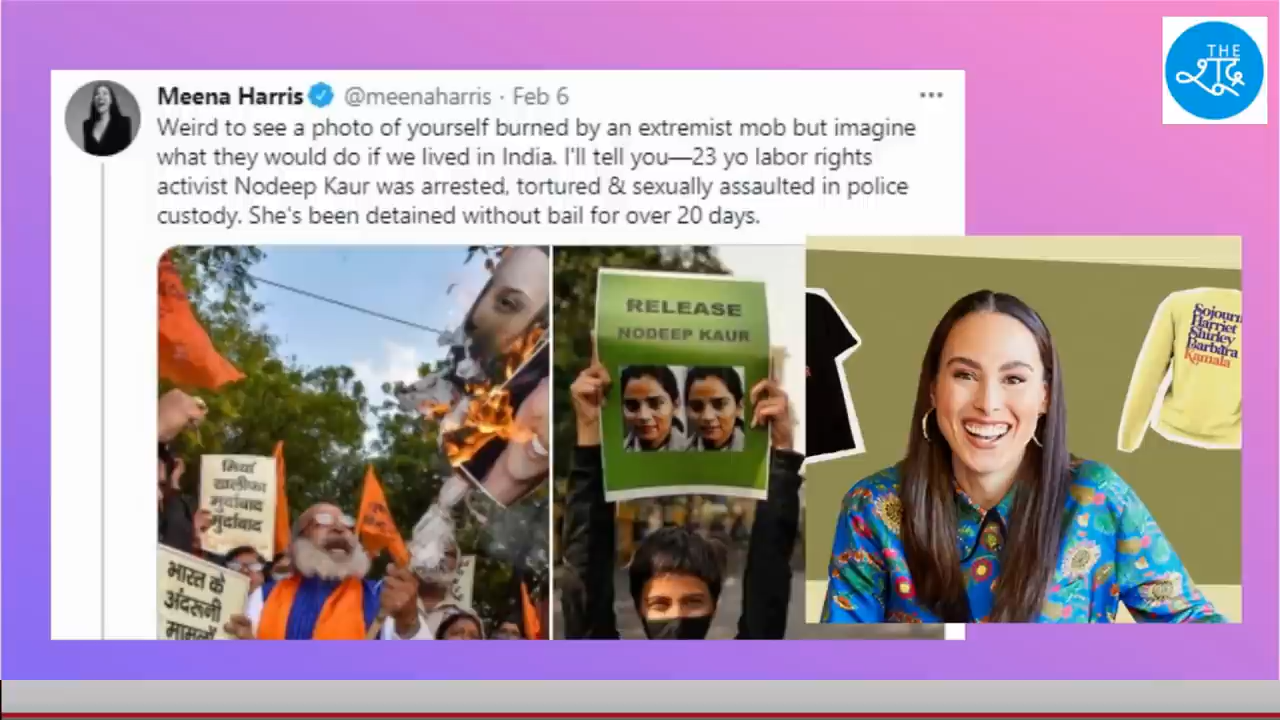 THE
Meena Harris @meenaharris · Feb 6
Weird to see a photo of yourself burned by an extremist mob but imagine
what they would do if we lived in India. I'll tell you—23 yo labor rights
activist Nodeep Kaur was arrested, tortured & sexually assaulted in police
custody. She's been detained without bail for over 20 days.
RELEASE
NODEEP KAUR
मियाँ
खालीफा
मुर्दाबाद
मुर्दाबाद
भारत के
अंदरूनी
मामलों
Sojourn
Harriet
Shirley
Barbara
Kamala